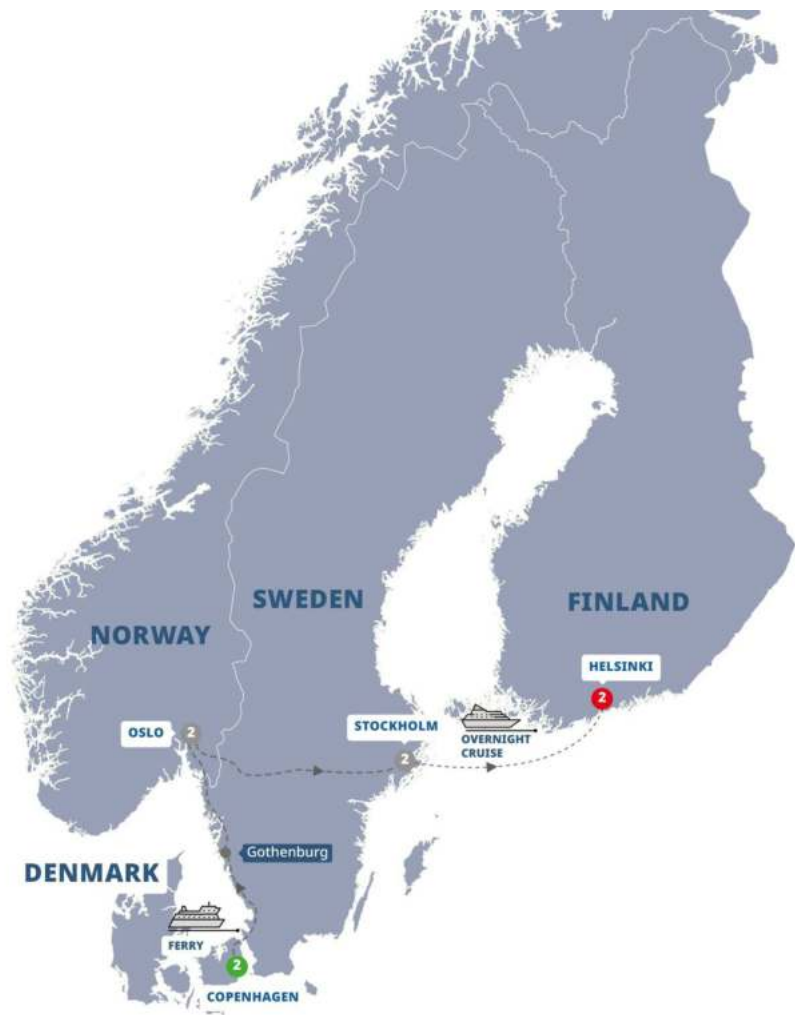 SWEDEN
FINLAND
NORWAY
HELSINKI
2
OSLO
2
STOCKHOLM
2
OVERNIGHT
CRUISE
Gothenburg
DENMARK
FERRY
2
COPENHAGEN